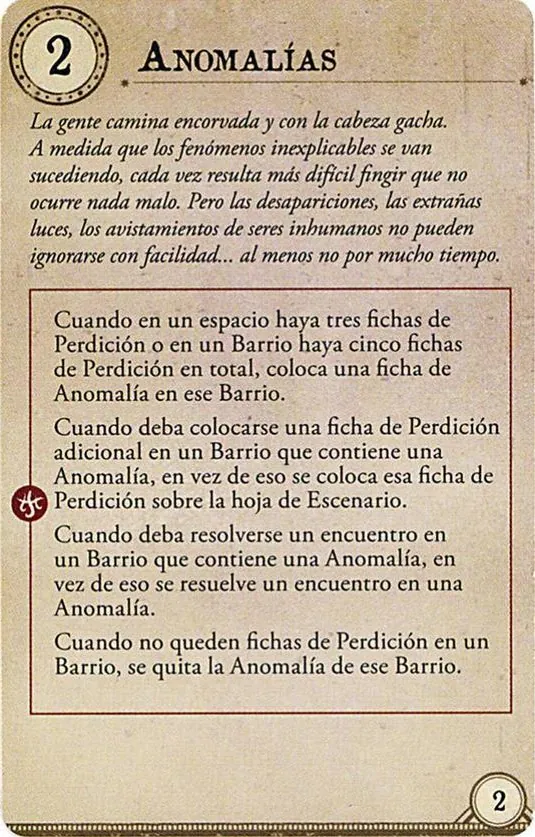 2
ANOMALÍAS
La gente camina encorvada y con la cabeza gacha.
A medida que los fenómenos inexplicables se van
sucediendo, cada vez resulta más difícil fingir que no
ocurre nada malo. Pero las desapariciones, las extrañas
luces, los avistamientos de seres inhumanos no pueden
ignorarse con facilidad... al menos no por mucho tiempo.
Cuando en un espacio haya tres fichas de
Perdición o en un Barrio haya cinco fichas
de Perdición en total, coloca una ficha de
Anomalía en ese Barrio.
Cuando deba colocarse una ficha de Perdición
adicional en un Barrio que contiene una
Anomalía, en vez de eso se coloca esa ficha de
Perdición sobre la hoja de Escenario.
Cuando deba resolverse un encuentro en
un Barrio que contiene una Anomalía, en
vez de eso se resuelve un encuentro en una
Anomalía.
Cuando no queden fichas de Perdición en un
Barrio, se quita la Anomalía de ese Barrio.
2